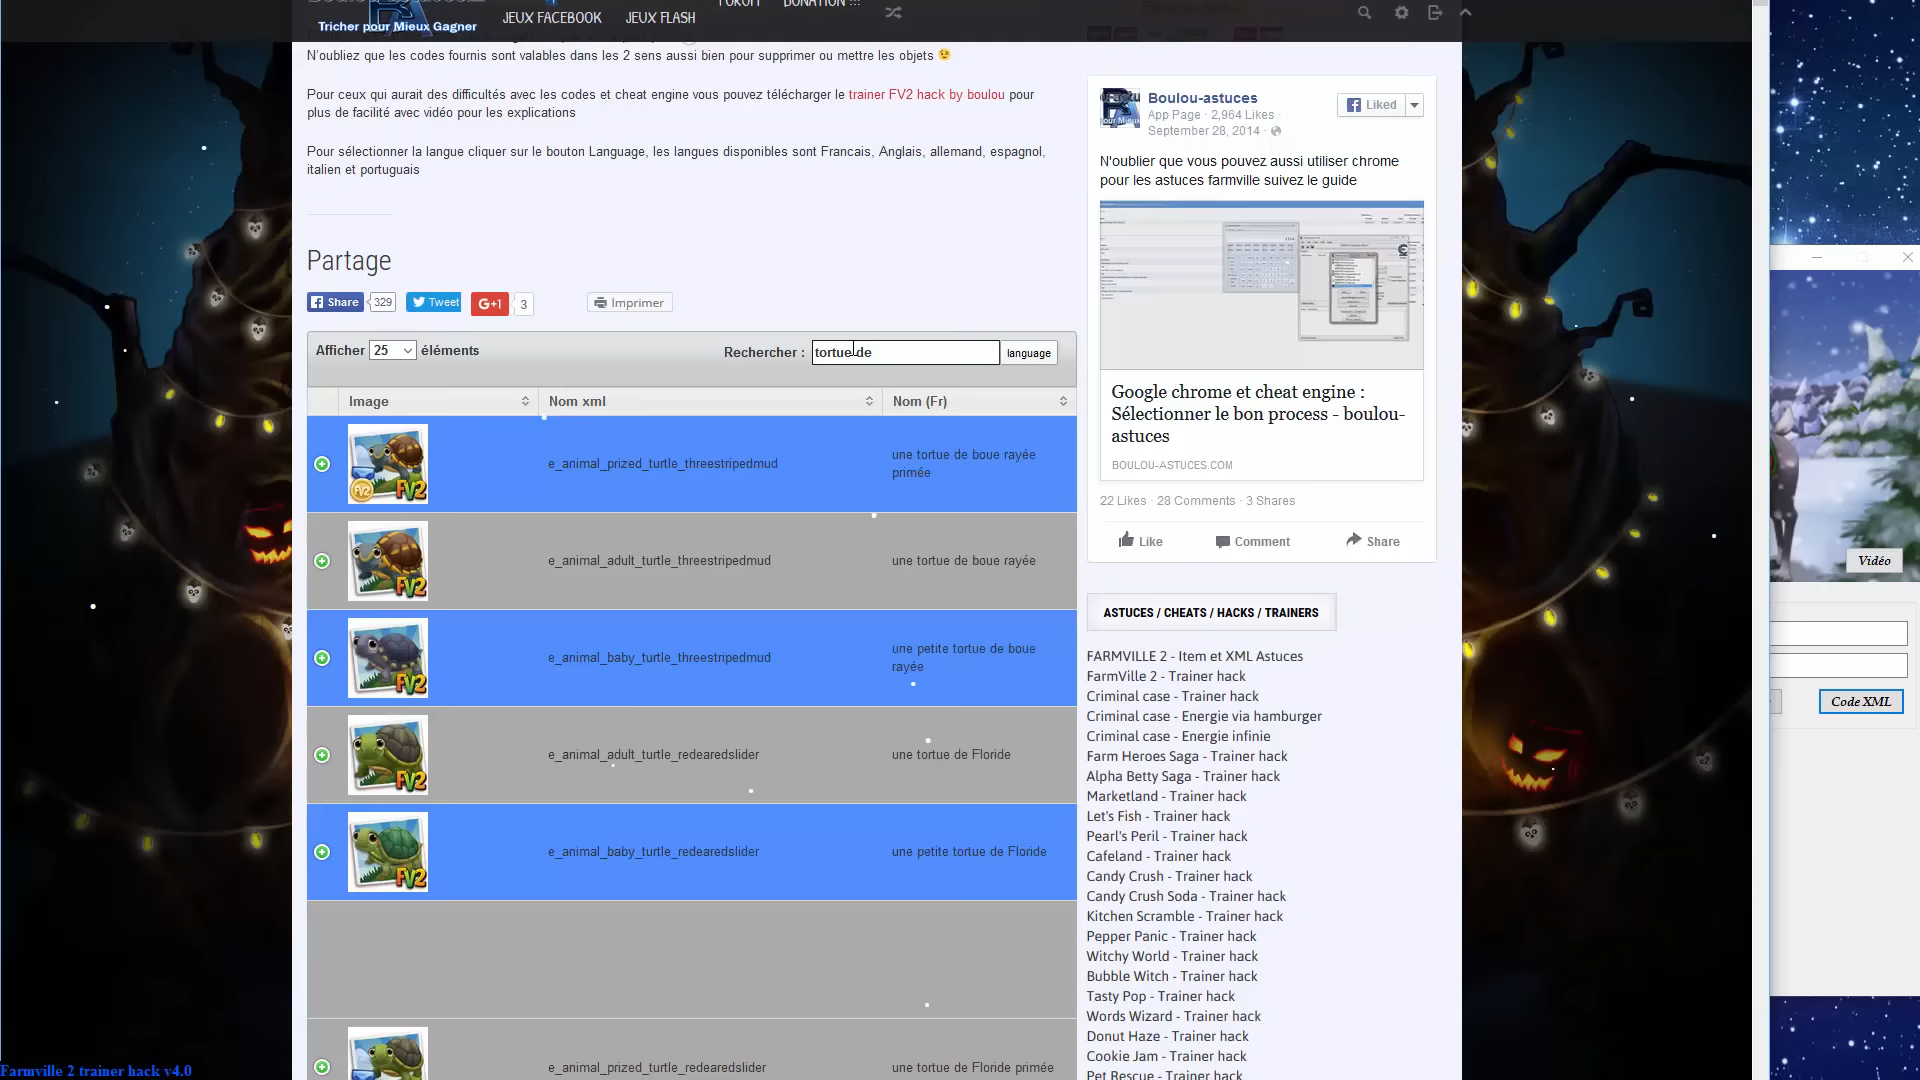 Tricher pour Mieux Gagner
JEUX FACEBOOK
JEUX FLASH
FORUM
DONATION !!!
N'oubliez que les codes fournis sont valables dans les 2 sens aussi bien pour supprimer ou mettre les objets
Pour ceux qui aurait des difficultés avec les codes et cheat engine vous pouvez télécharger le trainer FV2 hack by boulou pour
plus de facilité avec vidéo pour les explications
Pour sélectionner la langue cliquer sur le bouton Language, les langues disponibles sont Francais, Anglais, allemand, espagnol,
italien et portuguais
Partage
Share 329 Tweet G+1 3 Imprimer
Afficher 25 éléments
Rechercher : tortue de language
Image Nom xml Nom (Fr)
e_animal_prized_turtle_threestripedmud
une tortue de boue rayée
primée
e_animal_adult_turtle_threestripedmud
une tortue de boue rayée
e_animal_baby_turtle_threestripedmud
une petite tortue de boue
rayée
e_animal_adult_turtle_redearedslider
une tortue de Floride
e_animal_baby_turtle_redearedslider
une petite tortue de Floride
e_animal_prized_turtle_redearedslider
une tortue de Floride primée
FV2
FV2
FV2
FV2
FV2
Boulou-astuces
App Page · 2,964 Likes ·
September 28, 2014 ·
Liked
N'oublier que vous pouvez aussi utiliser chrome
pour les astuces farmville suivez le guide
Google chrome et cheat engine :
Sélectionner le bon process - boulou-
astuces
BOULOU-ASTUCES.COM
22 Likes · 28 Comments · 3 Shares
Like Comment Share
ASTUCES / CHEATS / HACKS / TRAINERS
FARMVILLE 2 - Item et XML Astuces
FarmVille 2 - Trainer hack
Criminal case - Trainer hack
Criminal case - Energie via hamburger
Criminal case - Energie infinie
Farm Heroes Saga - Trainer hack
Alpha Betty Saga - Trainer hack
Marketland - Trainer hack
Let's Fish - Trainer hack
Pearl's Peril - Trainer hack
Cafeland - Trainer hack
Candy Crush - Trainer hack
Candy Crush Soda - Trainer hack
Kitchen Scramble - Trainer hack
Pepper Panic - Trainer hack
Witchy World - Trainer hack
Bubble Witch - Trainer hack
Tasty Pop - Trainer hack
Words Wizard - Trainer hack
Donut Haze - Trainer hack
Cookie Jam - Trainer hack
Pet Rescue - Trainer hack
Vidéo
Code XML
Farmville 2 trainer hack v4.0